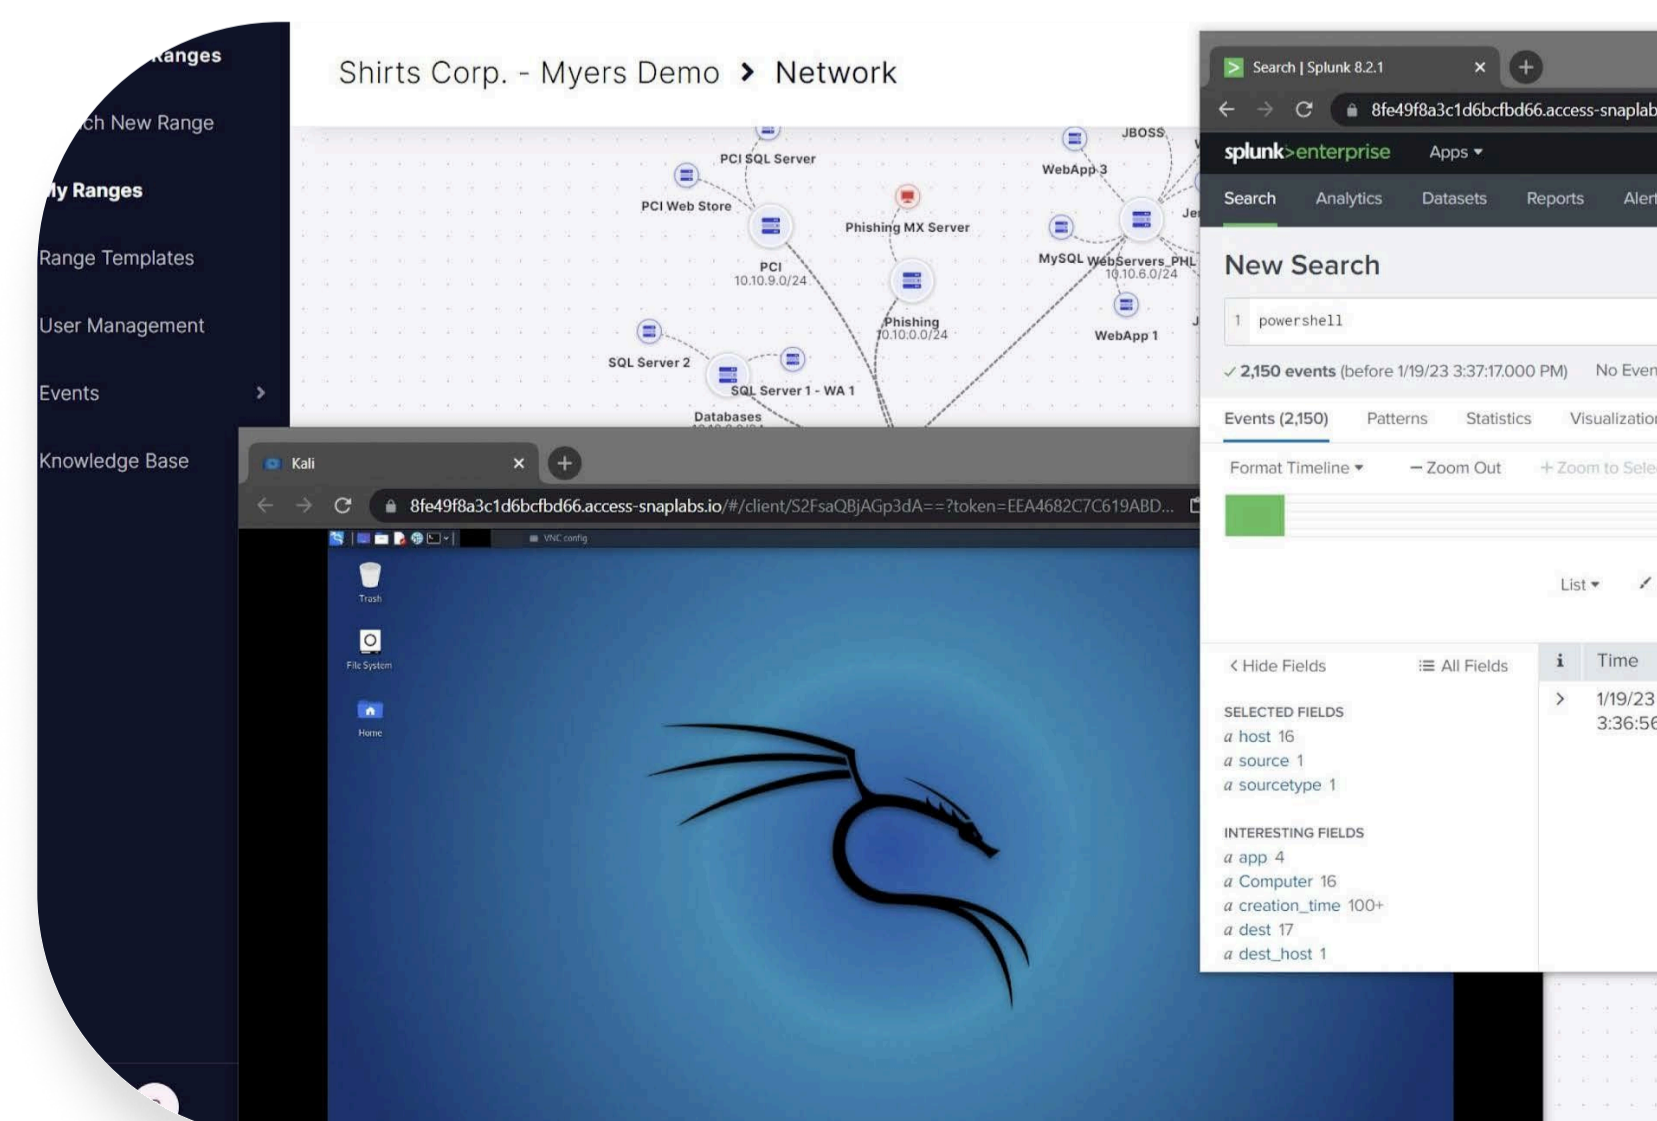 anges
ch New Range
My Ranges
Range Templates
User Management
Events
Knowledge Base
Shirts Corp. - Myers Demo > Network
PCI SQL Server
PCI Web Store
PCI
10.10.9.0/24
Phishing MX Server
Phishing
10.10.0.0/24
SQL Server 2
SQL Server 1 - WA 1
Databases
JBOSS
WebApp 3
Je
MySQL
WebServers_PHL
10.10.6.0/24
WebApp 1
J
Kali
8fe49f8a3c1d6bcfbd66.access-snaplabs.io/#/client/S2FsaQBjAGp3dA==?token=EEA4682C7C619ABD...
VNC config
Trash
File System
Home
Search | Splunk 8.2.1
8fe49f8a3c1d6bcfbd66.access-snaplab
splunk>enterprise Apps
Search Analytics Datasets Reports Alert
New Search
1 powershell
✓ 2,150 events (before 1/19/23 3:37:17.000 PM) No Even
Events (2,150) Patterns Statistics Visualization
Format Timeline — Zoom Out + Zoom to Sele
List
< Hide Fields All Fields
i Time
> 1/19/23
3:36:56
SELECTED FIELDS
a host 16
a source 1
a sourcetype 1
INTERESTING FIELDS
a app 4
a Computer 16
a creation_time 100+
a dest 17
a dest_host 1